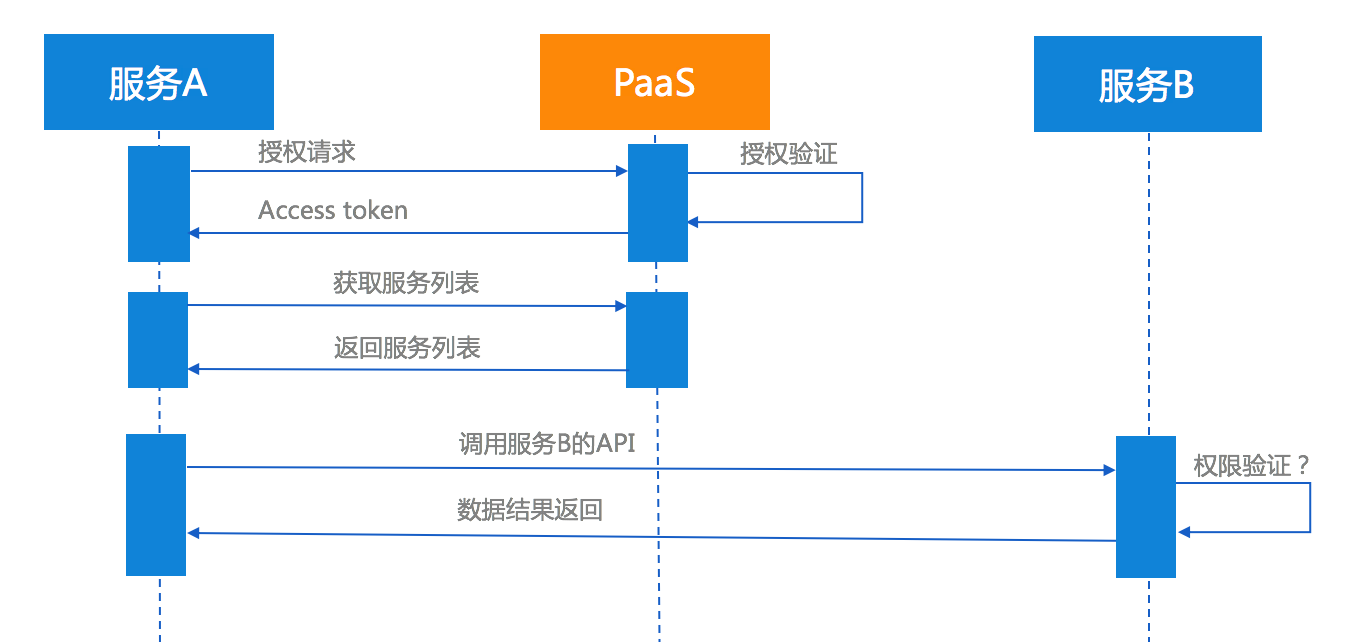 服务A
PaaS
服务B
授权请求
授权验证
Access token
获取服务列表
返回服务列表
调用服务B的API
权限验证？
数据结果返回